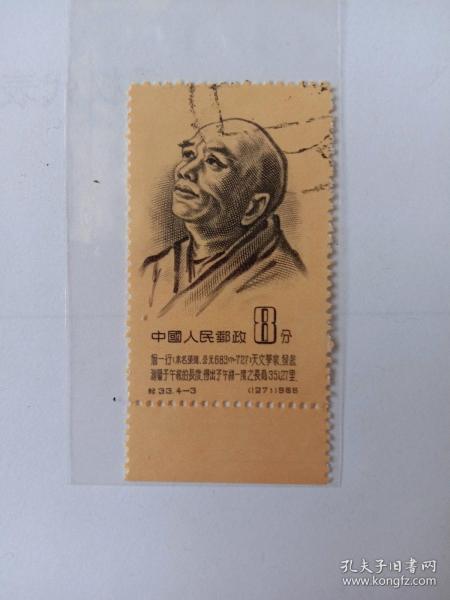 中國人民郵政 8分
僧一行(本名張遂,公元683—727)天文學家,發起
測量子午線的長度,得出子午線一度之長為351.27里.
紀33.4-3 (127) 1955
孔夫子旧书网
www.kongfz.com